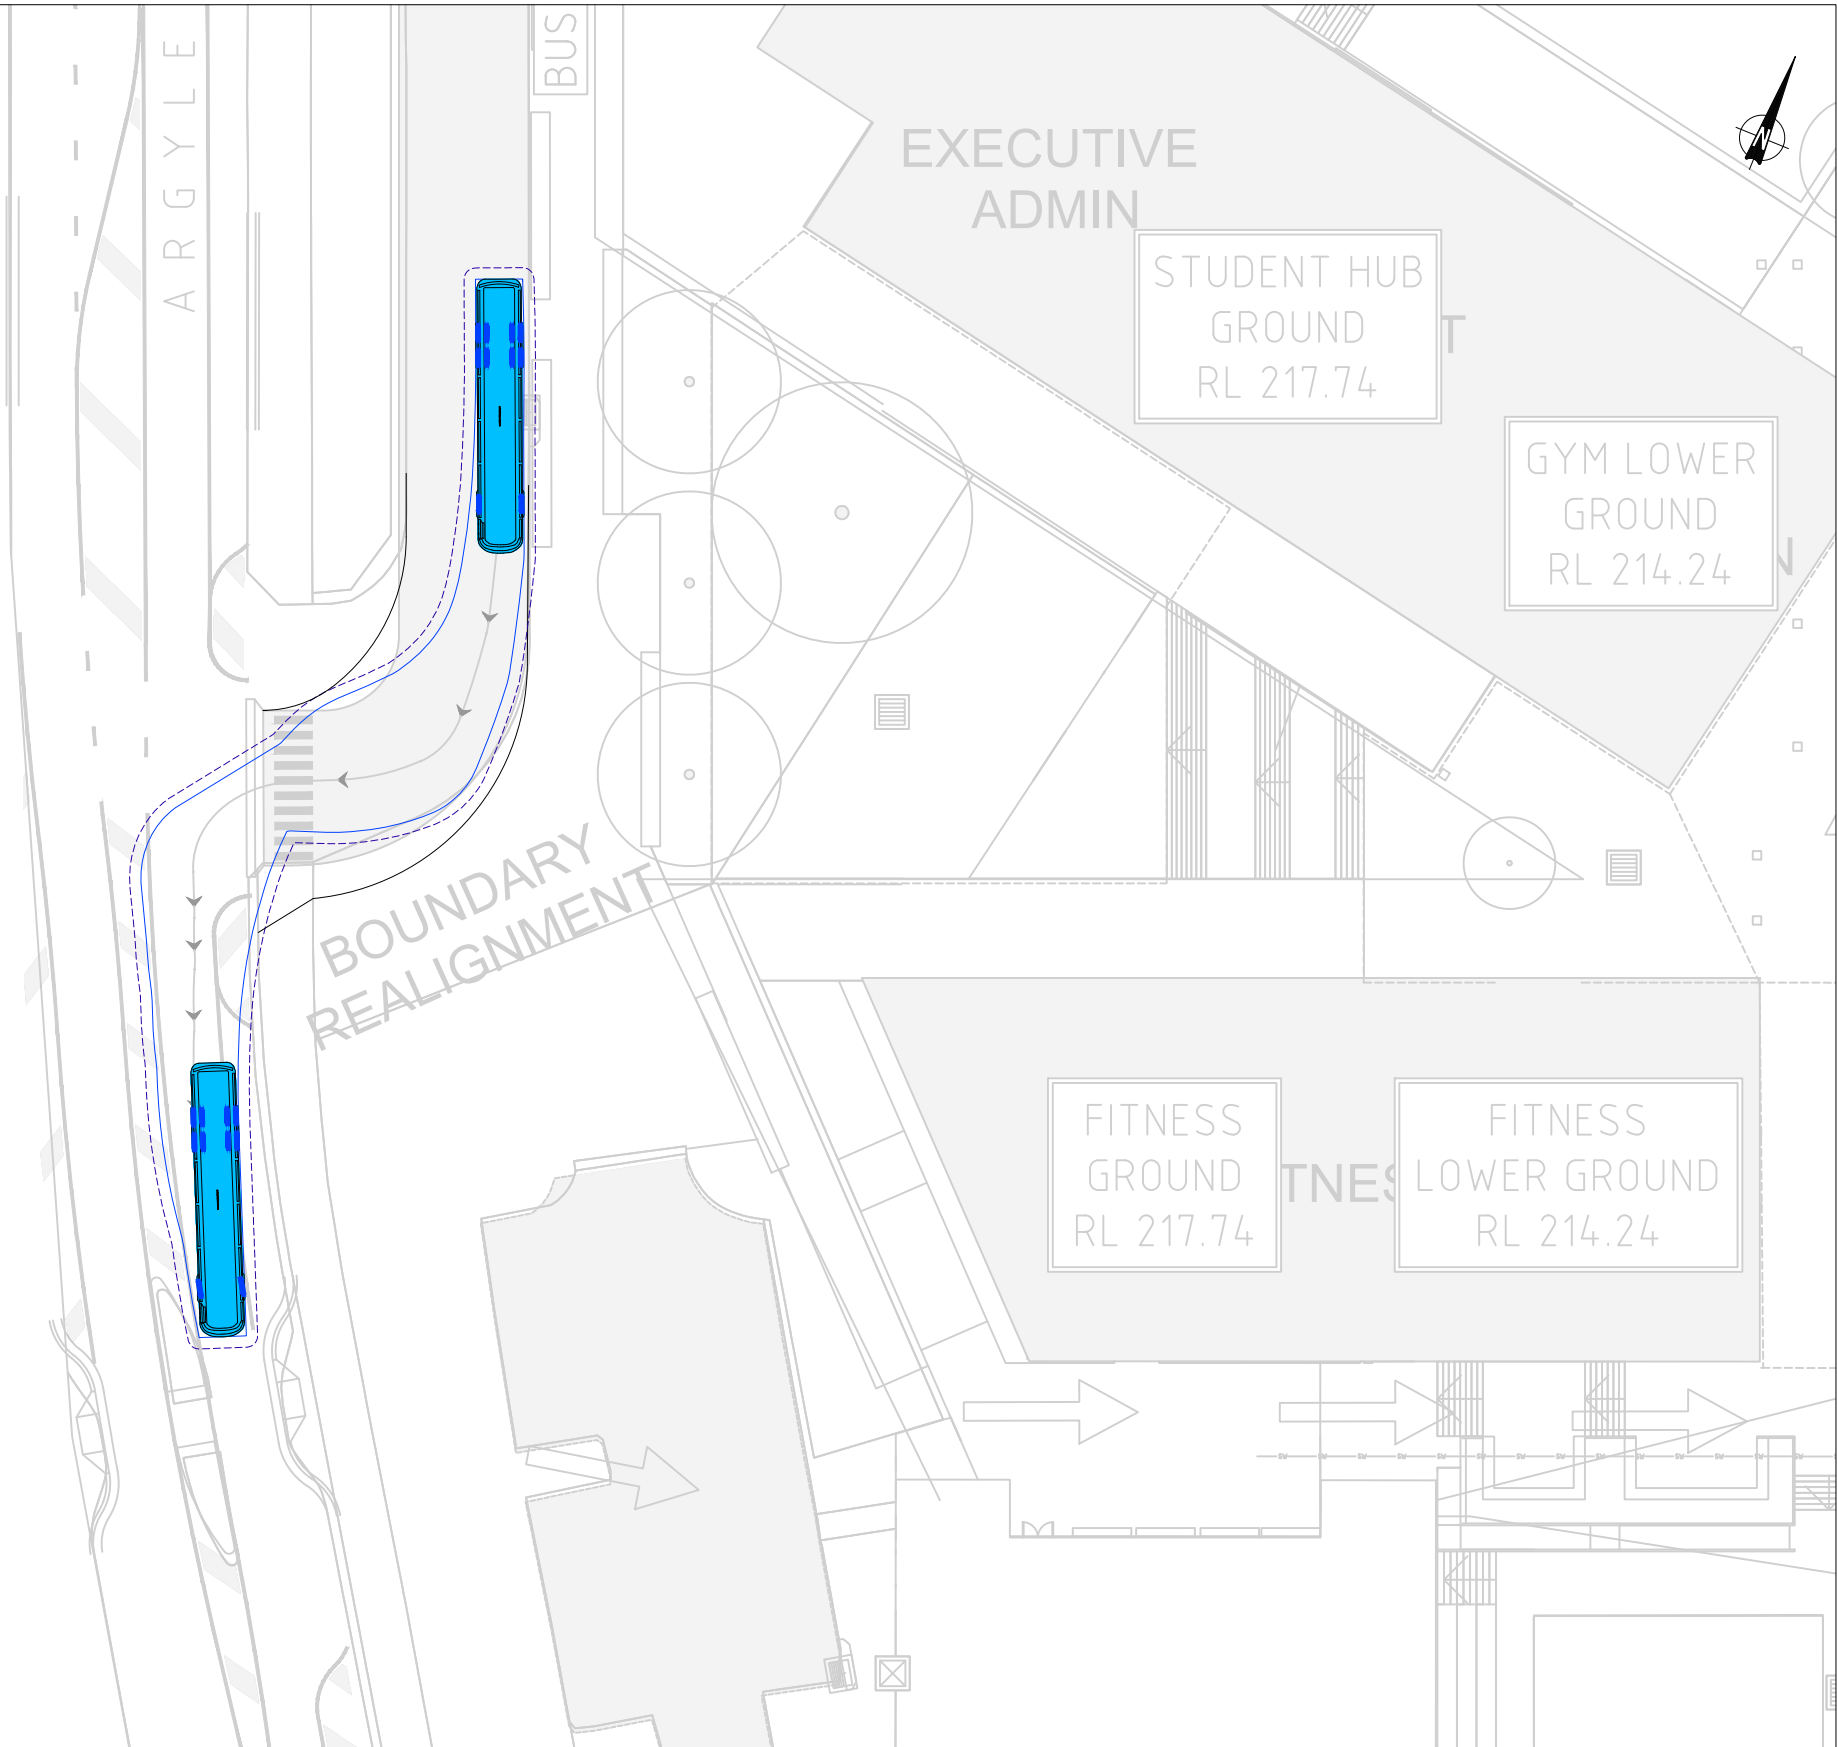 ARGYLE
BUS
EXECUTIVE
ADMIN
STUDENT HUB
GROUND
RL 217.74
T
GYM LOWER
GROUND
RL 214.24
N
BOUNDARY
REALIGNMENT
FITNESS
GROUND
RL 217.74
TNES
FITNESS
LOWER GROUND
RL 214.24